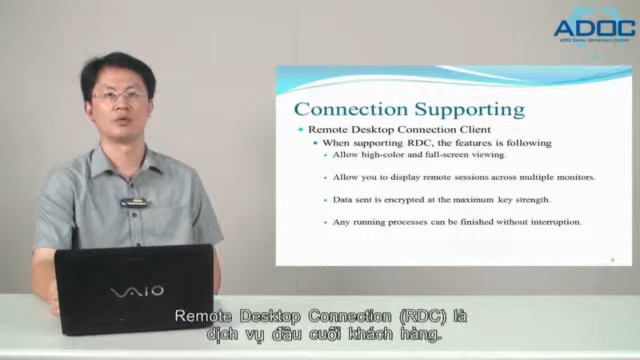 ADOC
Connection Supporting
Remote Desktop Connection Client
When supporting RDC, the features is following
Allow high-color and full-screen viewing.
Allow you to display remote sessions across multiple monitors.
Data sent is encrypted at the maximum key strength.
Any running processes can be finished without interruption.
VAIO
Remote Desktop Connection (RDC) là
dịch vụ đầu cuối khách hàng.